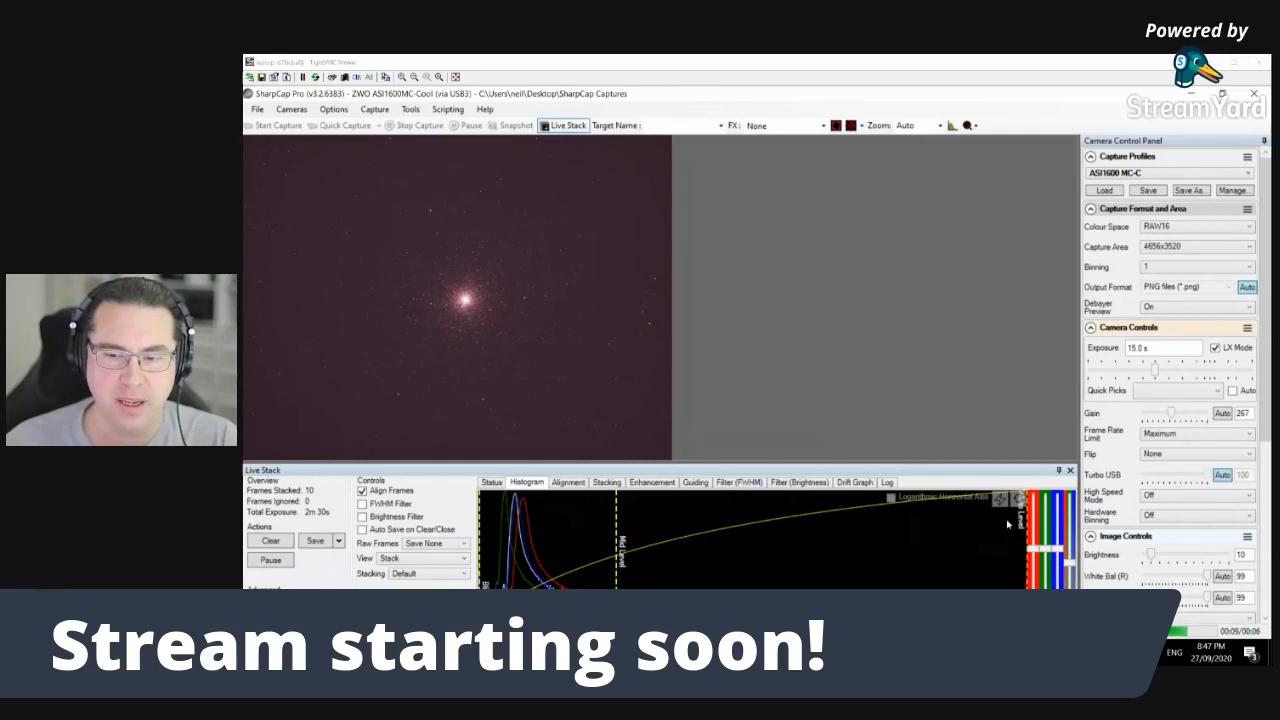 Powered by
StreamYard
TightVNC Viewer
SharpCap Pro (v3.2.6383) - ZWO ASI1600MC-Cool (via USB3) - C:\Users\neil\Desktop\SharpCap Captures
File Cameras Options Capture Tools Scripting Help
Start Capture Quick Capture Stop Capture Pause Snapshot Live Stack Target Name : FX: None Zoom: Auto
Camera Control Panel
Capture Profiles
ASI1600 MC-C
Load Save Save As.. Manage..
Capture Format and Area
Colour Space RAW16
Capture Area 4656x3520
Binning 1
Output Format PNG files (*.png) Auto
Debayer
Preview On
Camera Controls
Exposure 15.0 s LX Mode
Quick Picks Auto
Gain Auto 267
Frame Rate
Limit Maximum
Flip None
Turbo USB Auto 100
High Speed
Mode Off
Hardware
Binning Off
Image Controls
Brightness 10
White Bal (R) Auto 99
Auto 99
Live Stack
Overview
Frames Stacked: 10
Frames Ignored: 0
Total Exposure: 2m 30s
Actions
Clear Save
Pause
Controls
Align Frames
FWHM Filter
Brightness Filter
Auto Save on Clear/Close
Raw Frames Save None
View Stack
Stacking Default
Status Histogram Alignment Stacking Enhancement Guiding Filter (FWHM) Filter (Brightness) Drift Graph Log
Logarithmic Horizontal Axis
Mid Level
00:09/00:06
ENG 8:47 PM
27/09/2020 3
Stream starting soon!